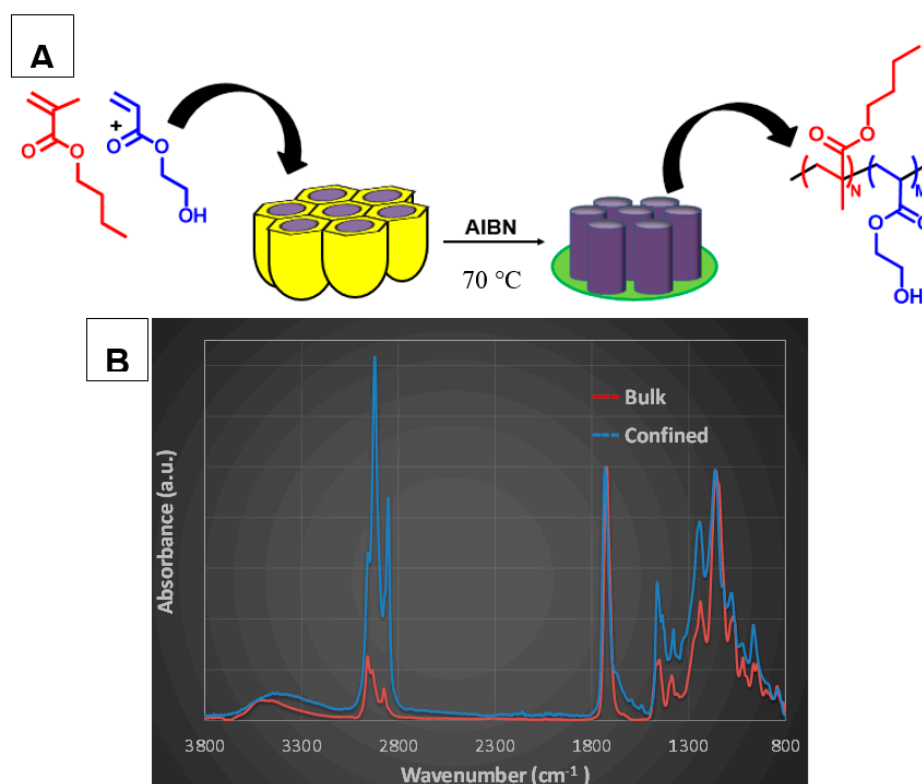 A
+
O
O
OH
O
O
AIBN
70 °C
O
O
N
M
O
O
OH
B
Bulk
Confined
Absorbance (a.u.)
3800 3300 2800 2300 1800 1300 800
Wavenumber (cm-1 )